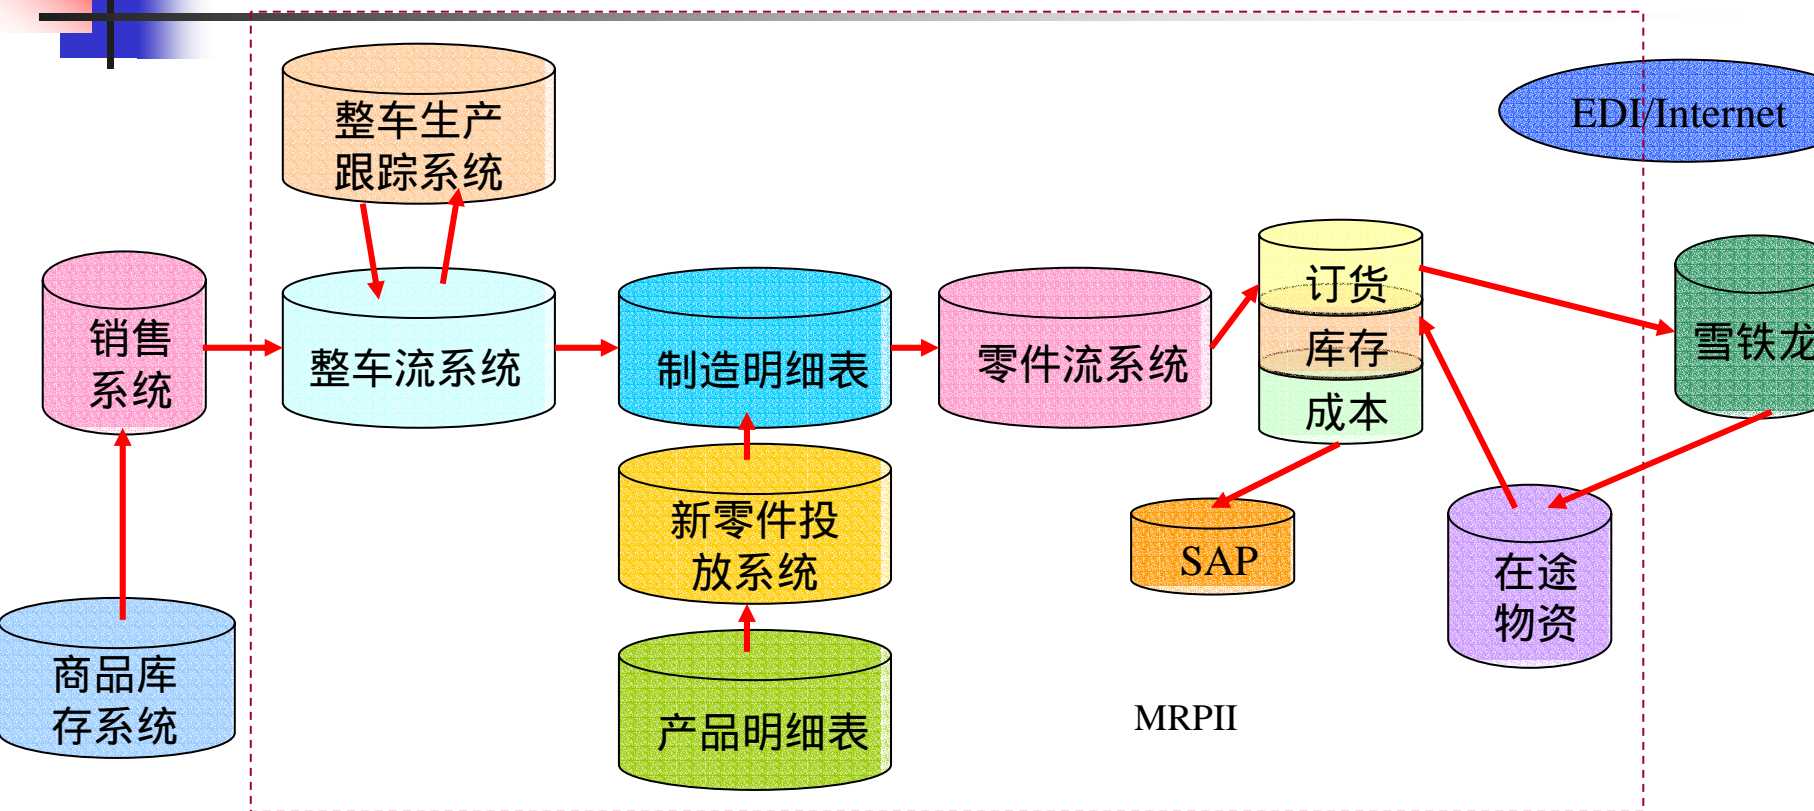 整车生产
跟踪系统
EDI/Internet
销售
系统
整车流系统
制造明细表
零件流系统
订货
库存
成本
雪铁龙
新零件投
放系统
SAP
在途
物资
商品库
存系统
产品明细表
MRPII